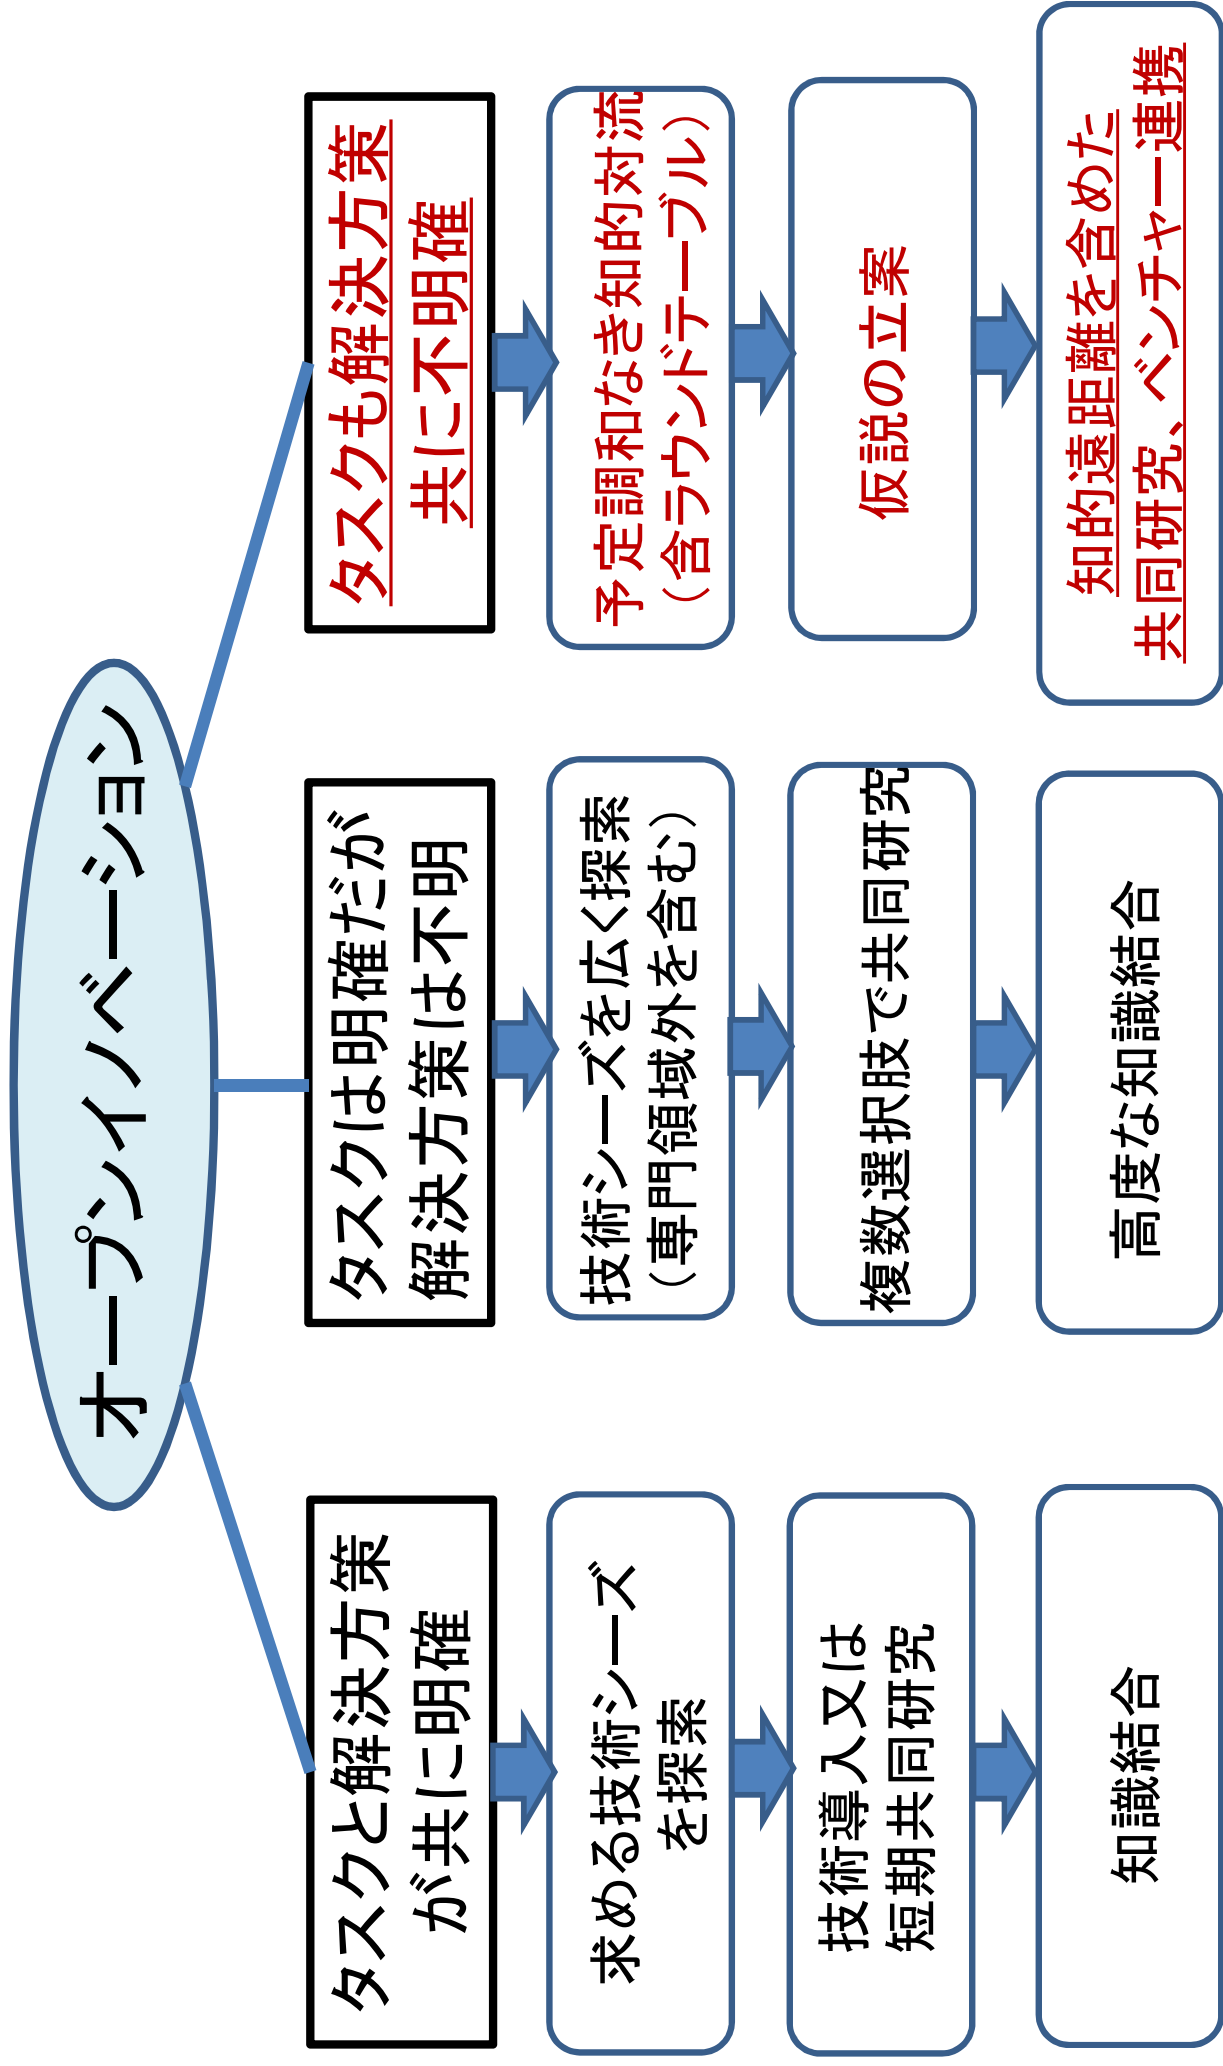 オープンイノベーション
タスクと解決方策
が共に明確
求める技術シーズ
を探索
技術導入又は
短期共同研究
知識結合
タスクは明確だが
解決方策は不明
技術シーズを広く探索
（専門領域外を含む）
複数選択肢で共同研究
高度な知識結合
タスクも解決方策
共に不明確
予定調和なき知的対流
（含ラウンドテーブル）
仮説の立案
知的遠距離を含めた
共同研究、ベンチャー連携